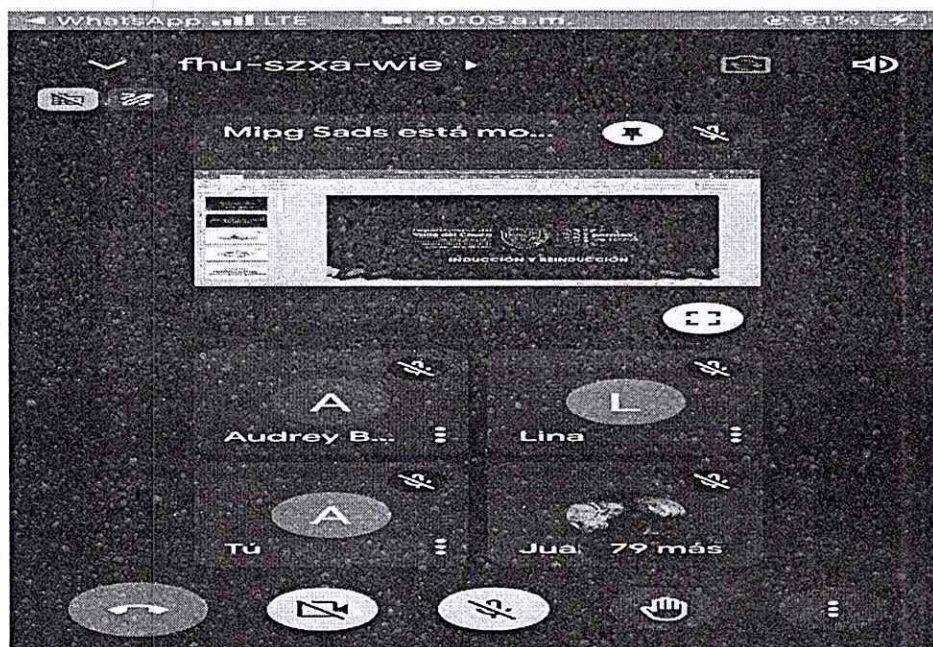 WhatsApp LTE 10:03 a.m. 81%
fhu-szxa-wie
Mipg Sads está mo...
INDUCCIÓN Y REINDUCCIÓN
A
L
Audrey B...
Lina
A
Tú
Jua. 79 más